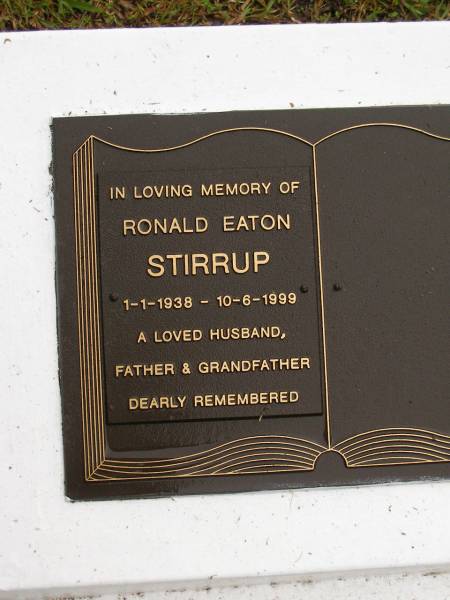 IN LOVING MEMORY OF
RONALD EATON
STIRRUP
1-1-1938 - 10-6-1999
A LOVED HUSBAND,
FATHER & GRANDFATHER
DEARLY REMEMBERED